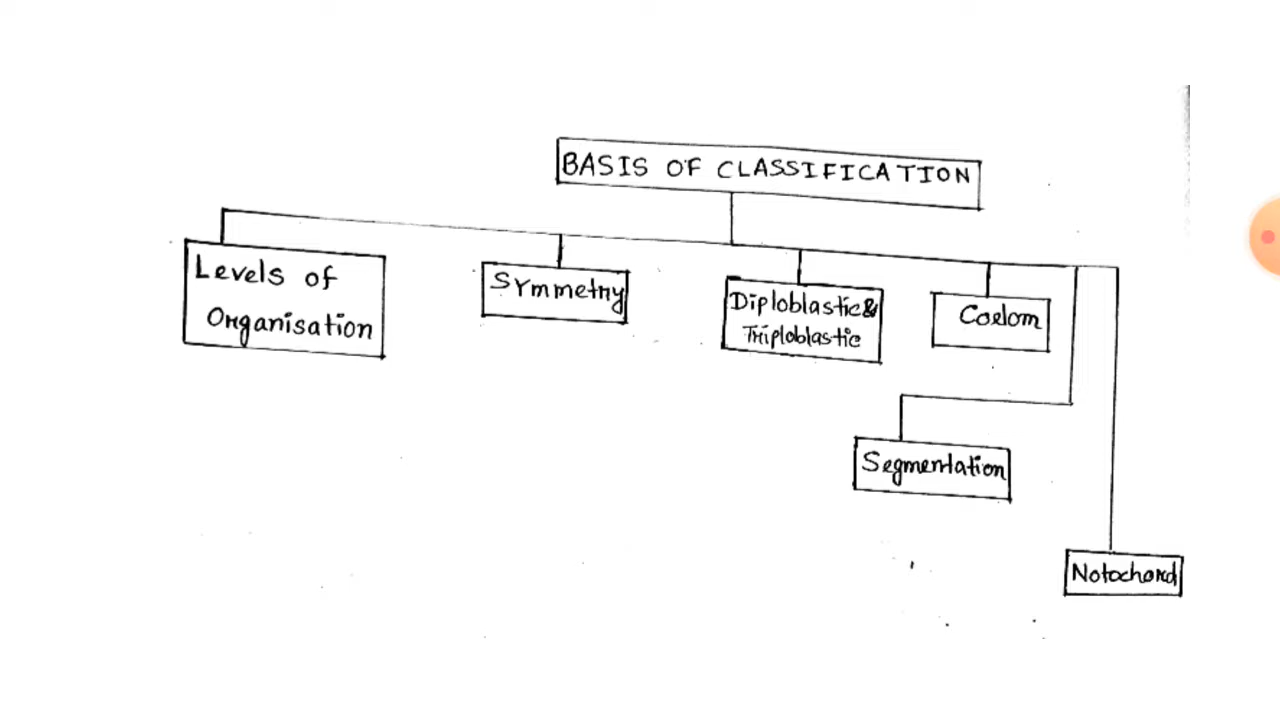 BASIS OF CLASSIFICATION
Levels of
Organisation
Symmetry
Diploblastic &
Triploblastic
Coelom
Segmentation
Notochord